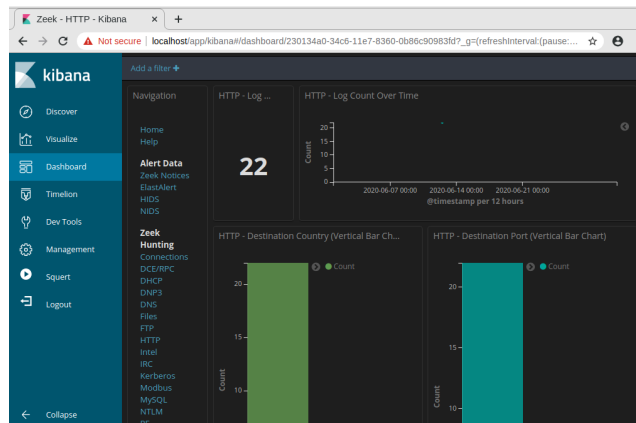 Zeek - HTTP - Kibana
Not secure | localhost/app/kibana#/dashboard/230134a0-34c6-11e7-8360-0b86c90983fd?_g=(refreshInterval:(pause:...
kibana
Discover
Visualize
Dashboard
Timelion
Dev Tools
Management
Squert
Logout
Collapse
Add a filter +
Navigation
Home
Help
Alert Data
Zeek Notices
ElastAlert
HIDS
NIDS
Zeek
Hunting
Connections
DCE/RPC
DHCP
DNP3
DNS
Files
FTP
HTTP
Intel
IRC
Kerberos
Modbus
MySQL
NTLM
HTTP - Log ...
22
HTTP - Log Count Over Time
Count
20
15
10
5
0
2020-06-07 00:00 2020-06-14 00:00 2020-06-21 00:00
@timestamp per 12 hours
HTTP - Destination Country (Vertical Bar Ch...
Count
20
15
10
Count
HTTP - Destination Port (Vertical Bar Chart)
Count
20
15
10
Count